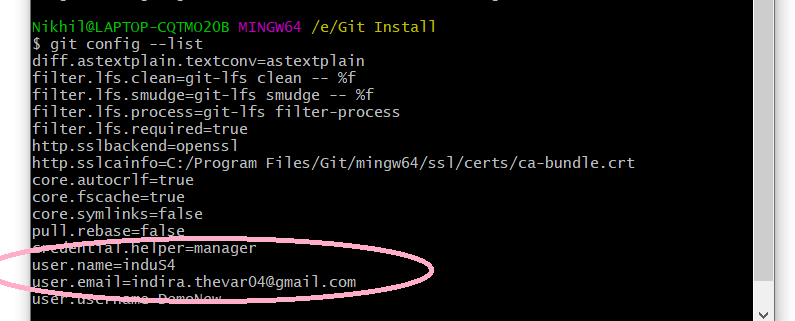 Nikhil@LAPTOP-CQTMO2OB MINGW64 /e/Git Install
$ git config --list
diff.astextplain.textconv=astextplain
filter.lfs.clean=git-lfs clean -- %f
filter.lfs.smudge=git-lfs smudge -- %f
filter.lfs.process=git-lfs filter-process
filter.lfs.required=true
http.sslbackend=openssl
http.sslcainfo=C:/Program Files/Git/mingw64/ssl/certs/ca-bundle.crt
core.autocrlf=true
core.fscache=true
core.symlinks=false
pull.rebase=false
credential.helper=manager
user.name=induS4
user.email=indira.thevar04@gmail.com
user.username=DemoNew